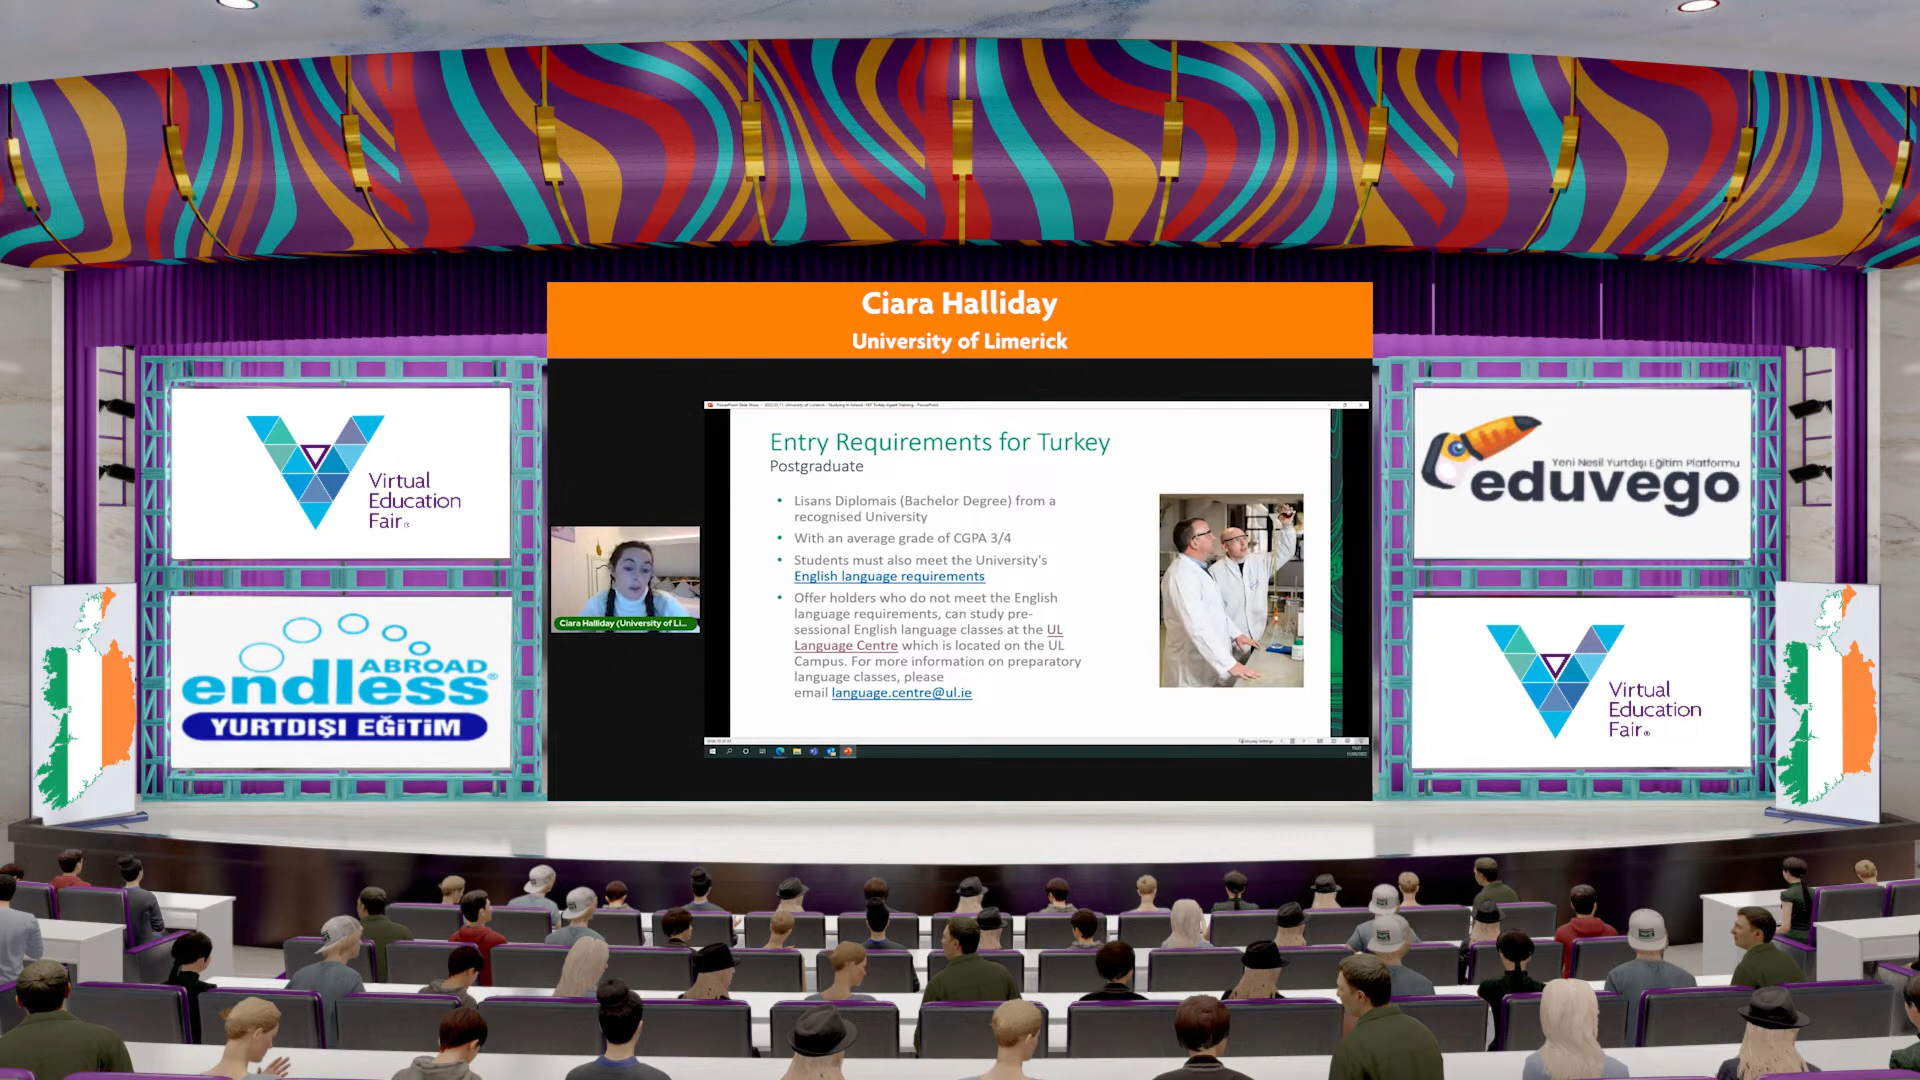 Ciara Halliday
University of Limerick
Virtual
Education
Fair
ABROAD
endless®
YURTDIŞI EĞİTİM
Ciara Halliday (University of Li...
Entry Requirements for Turkey
Postgraduate
• Lisans Diplomais (Bachelor Degree) from a
recognised University
• With an average grade of CGPA 3/4
• Students must also meet the University's
English language requirements
• Offer holders who do not meet the English
language requirements, can study pre-
sessional English language classes at the UL
Language Centre which is located on the UL
Campus. For more information on preparatory
language classes, please
email language.centre@ul.ie
Yeni Nesil Yurtdışı Eğitim Platformu
eduvego
Virtual
Education
Fair®